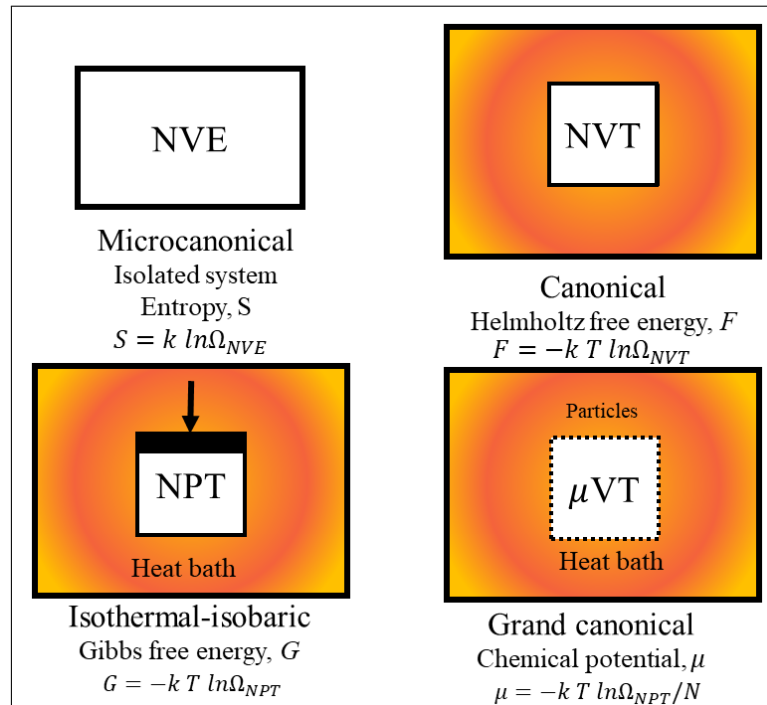 NVE
Microcanonical
Isolated system
Entropy, S
S = k lnΩ_NVE
NVT
Canonical
Helmholtz free energy, F
F = −k T lnΩ_NVT
NPT
Heat bath
Isothermal-isobaric
Gibbs free energy, G
G = −k T lnΩ_NPT
Particles
μVT
Heat bath
Grand canonical
Chemical potential, μ
μ = −k T lnΩ_NPT/N